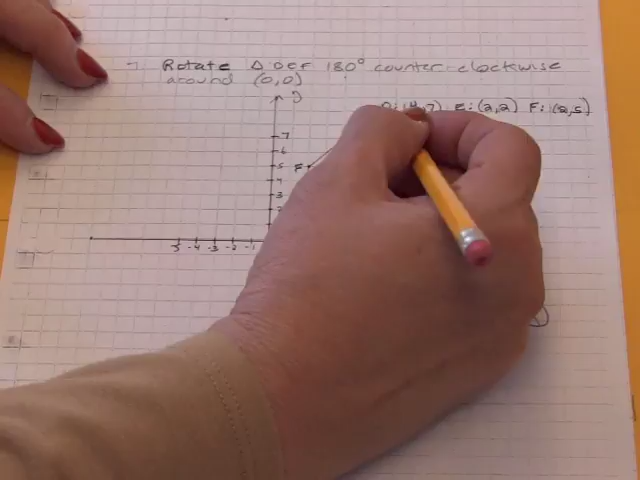 Rotate Δ DEF 180° counter-clockwise
around (0,0)
D: (4,7) E: (2,2) F: (2,5)
y
7
6
F 5
4
3
2
-5 -4 -3 -2 -1